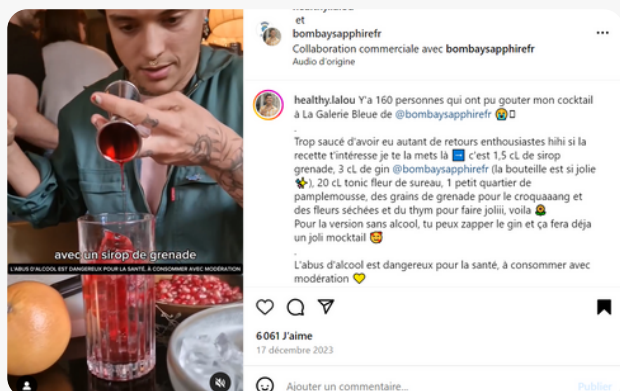 et
bombaysapphirefr
Collaboration commerciale avec bombaysapphirefr
Audio d'origine
healthy.lalou Y'a 160 personnes qui ont pu gouter mon cocktail
à La Galerie Bleue de @bombaysapphirefr
.
Trop saucé d'avoir eu autant de retours enthousiastes hihi si la
recette t'intéresse je te la mets là ➡️ c'est 1,5 cL de sirop
grenade, 3 cL de gin @bombaysapphirefr (la bouteille est si jolie
✨), 20 cL tonic fleur de sureau, 1 petit quartier de
pamplemousse, des grains de grenade pour le croquaaang et
des fleurs séchées et du thym pour faire joliii, voila
Pour la version sans alcool, tu peux zapper le gin et ça fera déja
un joli mocktail 🥰
.
L'abus d'alcool est dangereux pour la santé, à consommer avec
modération 💛
avec un sirop de grenade
L'ABUS D'ALCOOL EST DANGEREUX POUR LA SANTÉ, À CONSOMMER AVEC MODÉRATION
6 061 J'aime
17 décembre 2023
Ajouter un commentaire...
Publier